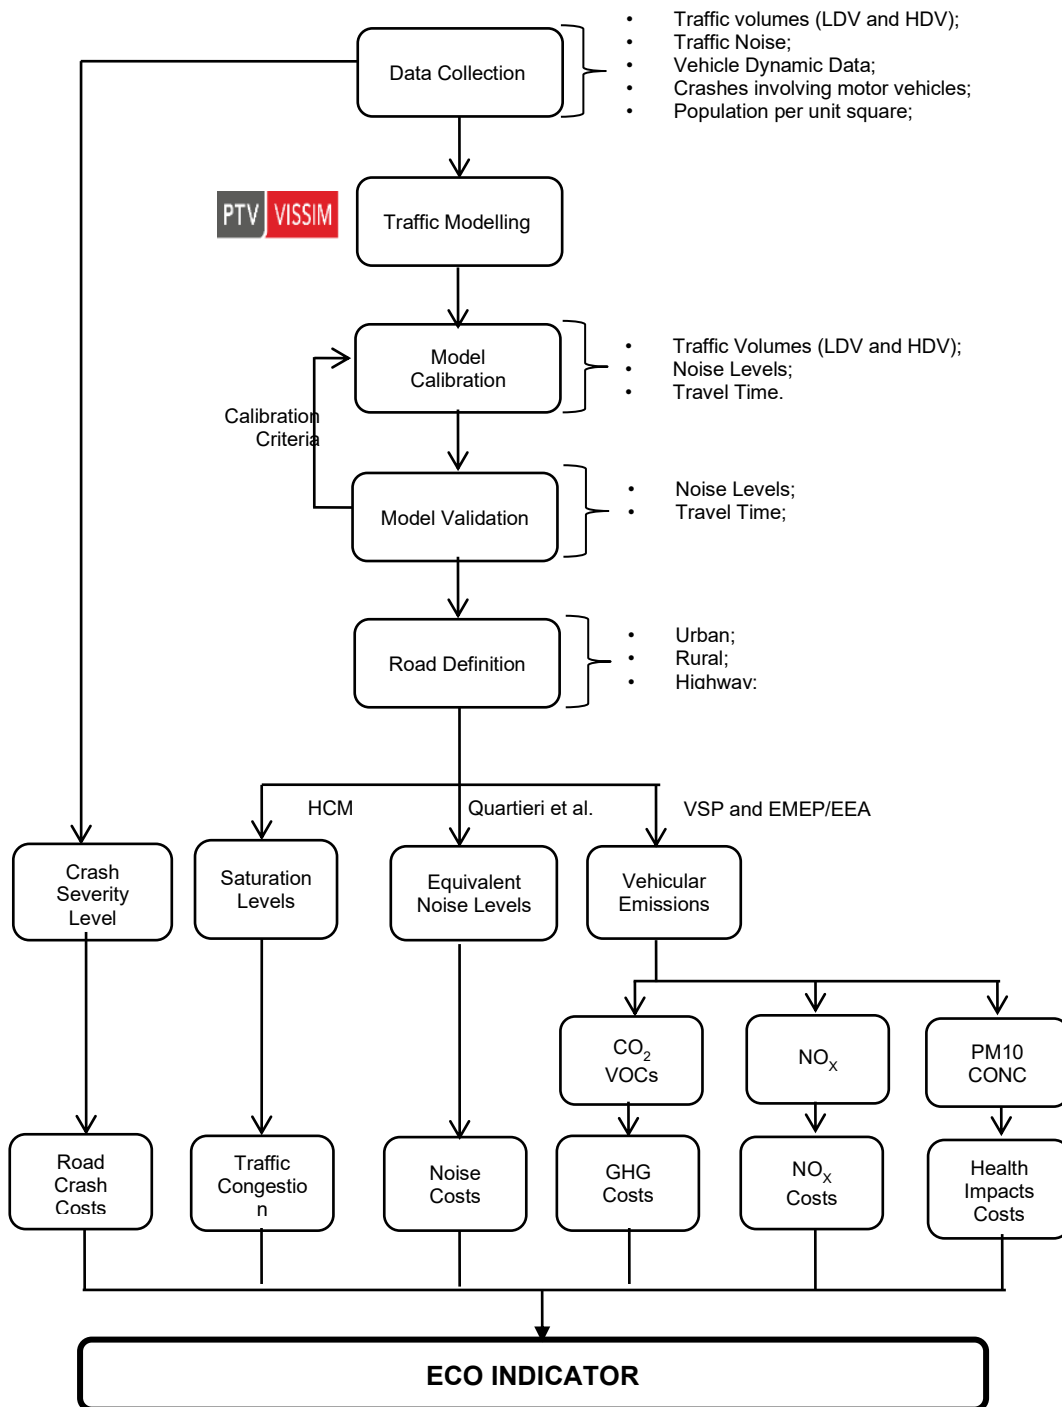 Data Collection
• Traffic volumes (LDV and HDV);
• Traffic Noise;
• Vehicle Dynamic Data;
• Crashes involving motor vehicles;
• Population per unit square;
PTV VISSIM
Traffic Modelling
Model
Calibration
• Traffic Volumes (LDV and HDV);
• Noise Levels;
• Travel Time.
Calibration
Criteria
Model Validation
• Noise Levels;
• Travel Time;
Road Definition
• Urban;
• Rural;
• Highway;
HCM
Quartieri et al.
VSP and EMEP/EEA
Crash
Severity
Level
Saturation
Levels
Equivalent
Noise Levels
Vehicular
Emissions
CO₂
VOCs
NOₓ
PM10
CONC
Road
Crash
Costs
Traffic
Congestio
n
Noise
Costs
GHG
Costs
NOₓ
Costs
Health
Impacts
Costs
ECO INDICATOR